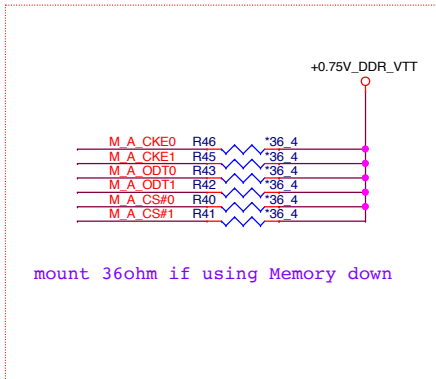 +0.75V_DDR_VTT
M_A_CKE0 R46 *36_4
M_A_CKE1 R45 *36_4
M_A_ODT0 R43 *36_4
M_A_ODT1 R42 *36_4
M_A_CS#0 R40 *36_4
M_A_CS#1 R41 *36_4
mount 36ohm if using Memory down